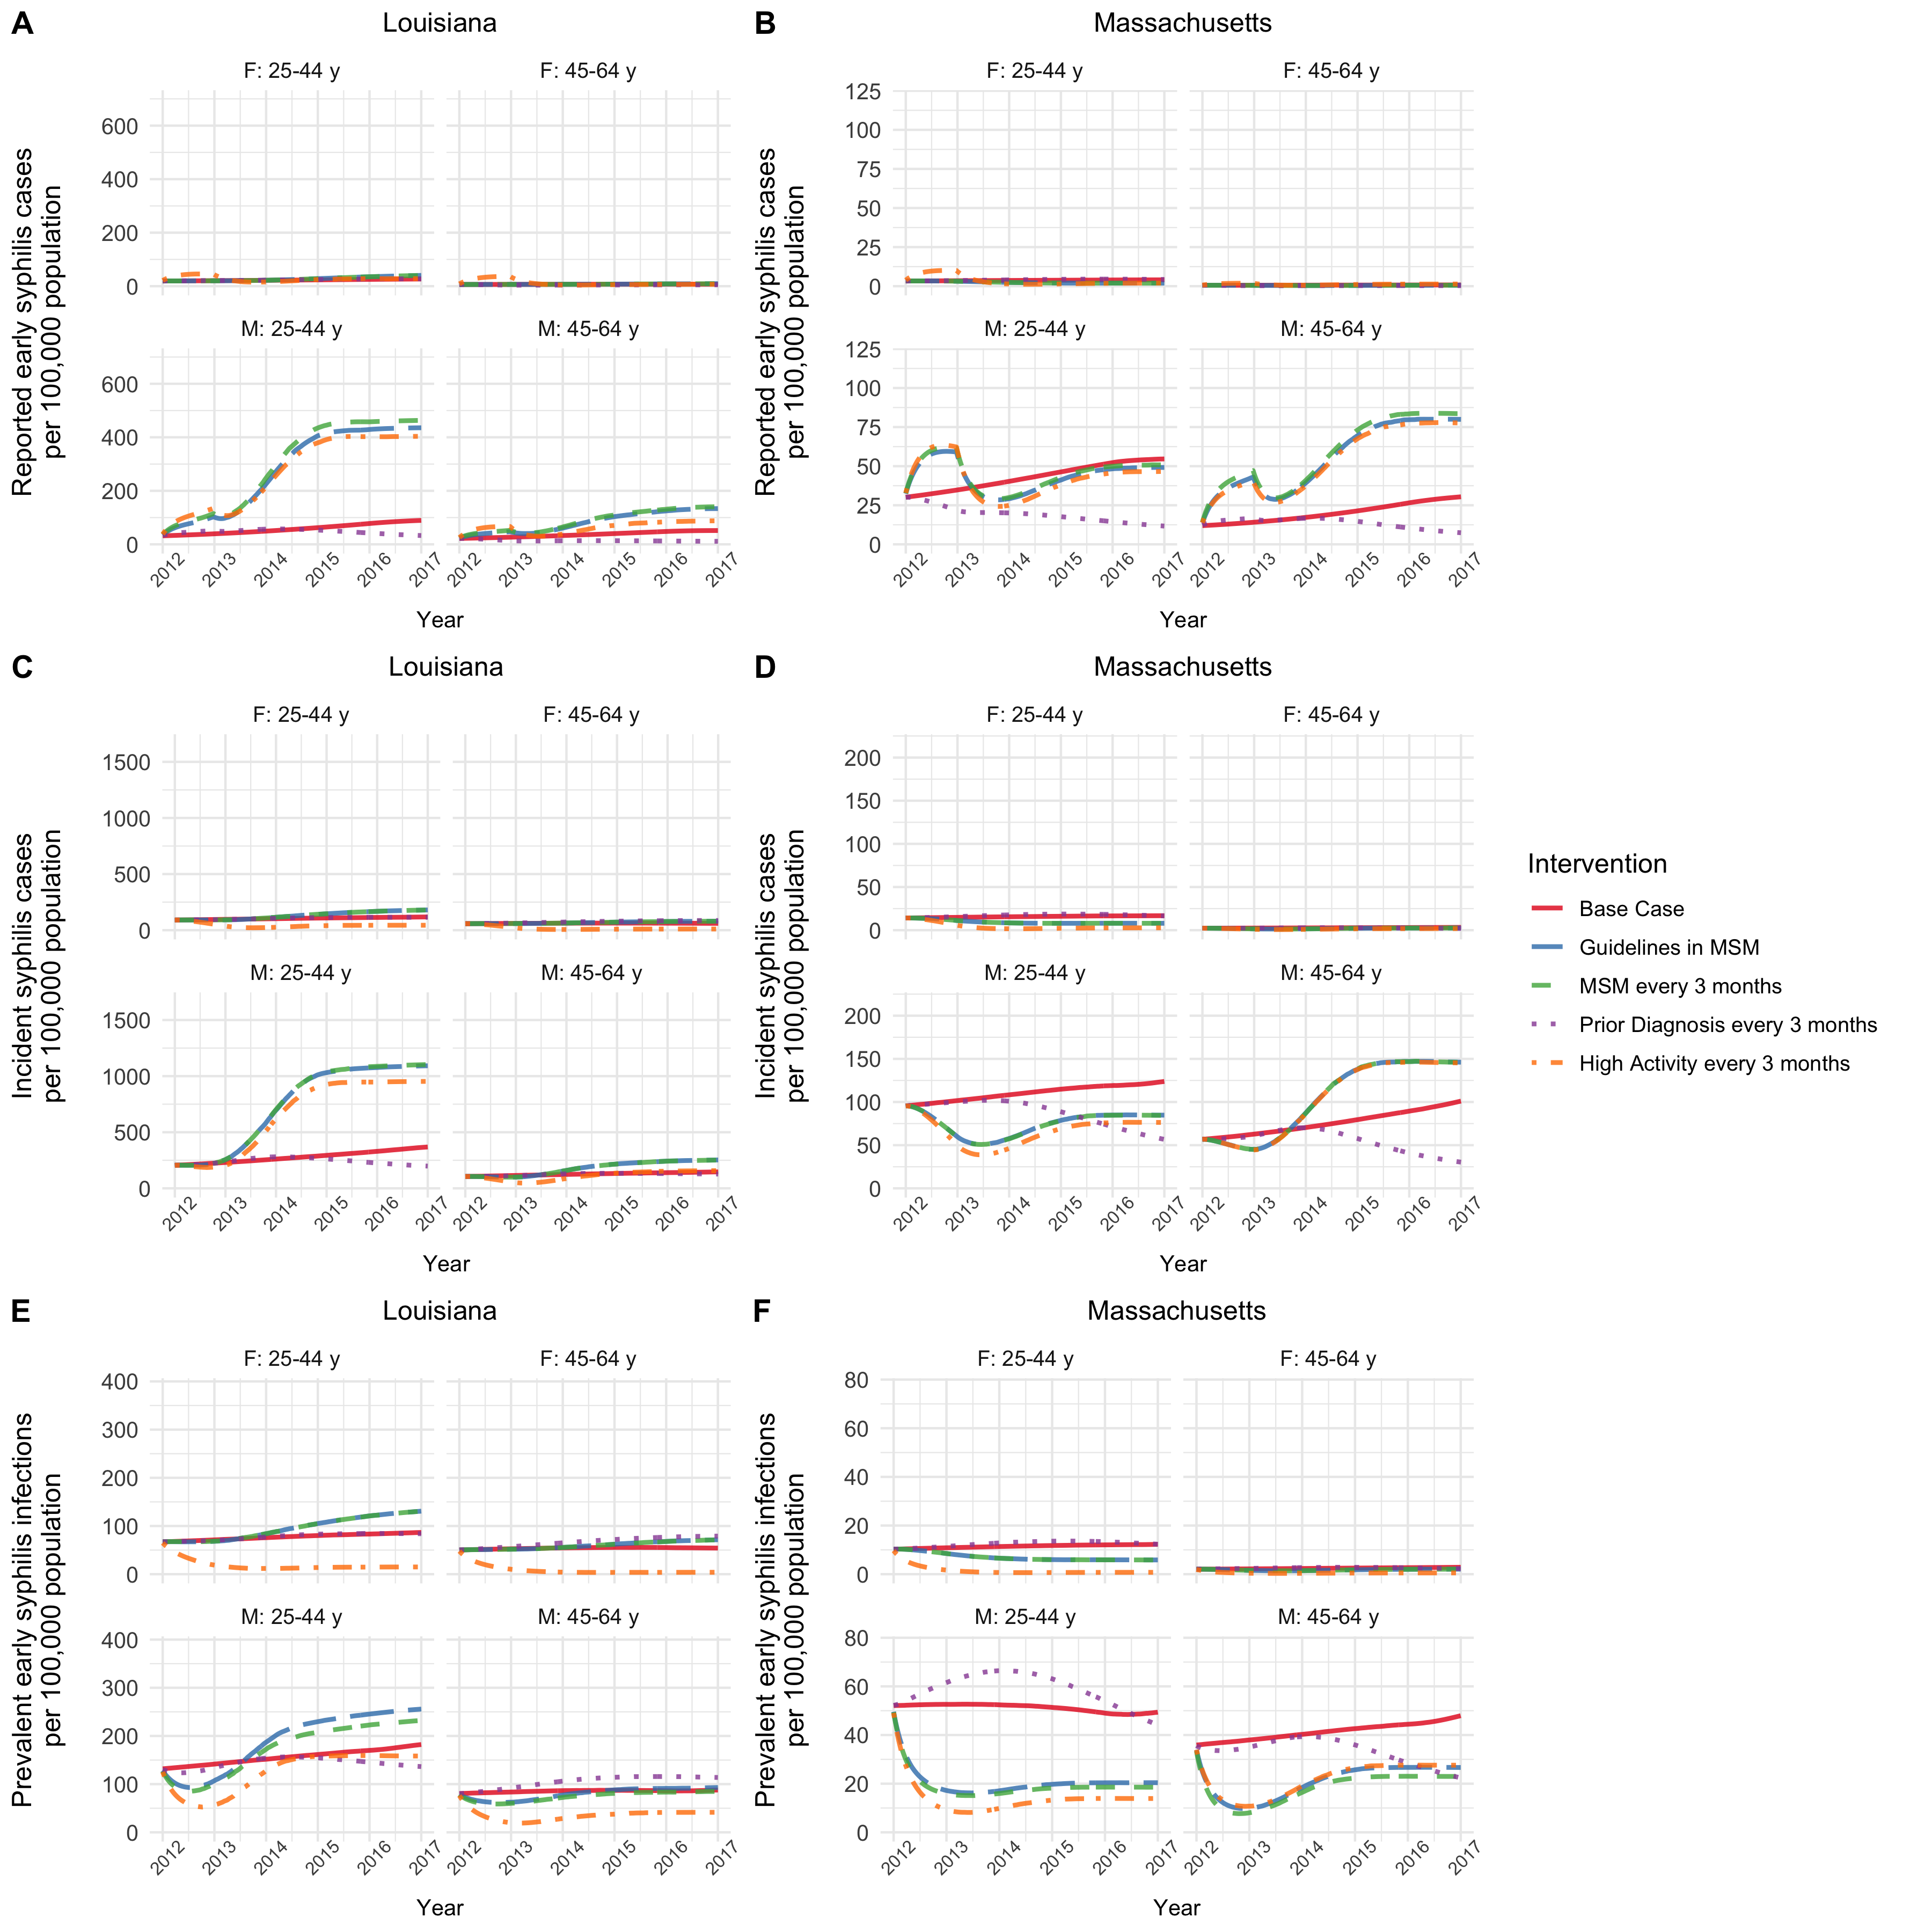 A
Louisiana
F: 25-44 y
F: 45-64 y
600
400
200
0
M: 25-44 y
M: 45-64 y
600
400
200
0
2012
2013
2014
2015
2016
2017
2012
2013
2014
2015
2016
2017
Year
Reported early syphilis cases
per 100,000 population
B
Massachusetts
F: 25-44 y
F: 45-64 y
125
100
75
50
25
0
M: 25-44 y
M: 45-64 y
125
100
75
50
25
0
2012
2013
2014
2015
2016
2017
2012
2013
2014
2015
2016
2017
Year
Reported early syphilis cases
per 100,000 population
C
Louisiana
F: 25-44 y
F: 45-64 y
1500
1000
500
0
M: 25-44 y
M: 45-64 y
1500
1000
500
0
2012
2013
2014
2015
2016
2017
2012
2013
2014
2015
2016
2017
Year
Incident syphilis cases
per 100,000 population
D
Massachusetts
F: 25-44 y
F: 45-64 y
200
150
100
50
0
M: 25-44 y
M: 45-64 y
200
150
100
50
0
2012
2013
2014
2015
2016
2017
2012
2013
2014
2015
2016
2017
Year
Incident syphilis cases
per 100,000 population
Intervention
Base Case
Guidelines in MSM
MSM every 3 months
Prior Diagnosis every 3 months
High Activity every 3 months
E
Louisiana
F: 25-44 y
F: 45-64 y
400
300
200
100
0
M: 25-44 y
M: 45-64 y
400
300
200
100
0
2012
2013
2014
2015
2016
2017
2012
2013
2014
2015
2016
2017
Year
Prevalent early syphilis infections
per 100,000 population
F
Massachusetts
F: 25-44 y
F: 45-64 y
80
60
40
20
0
M: 25-44 y
M: 45-64 y
80
60
40
20
0
2012
2013
2014
2015
2016
2017
2012
2013
2014
2015
2016
2017
Year
Prevalent early syphilis infections
per 100,000 population